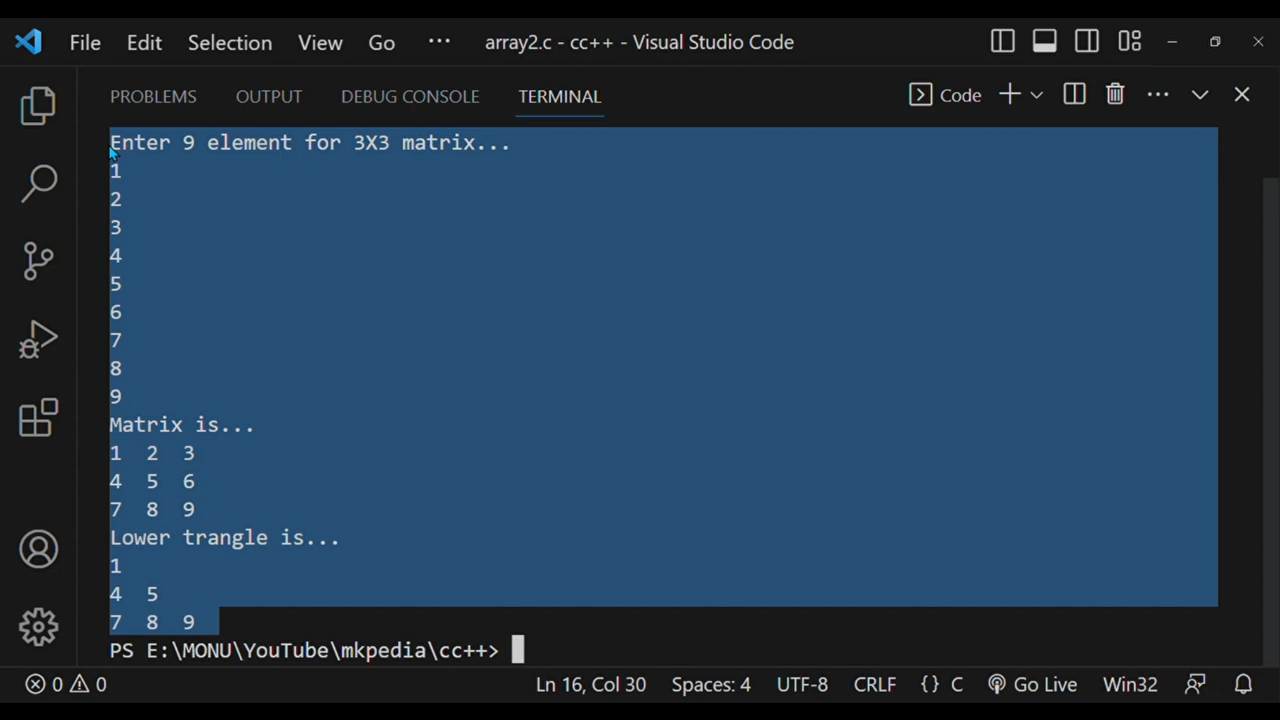 File Edit Selection View Go ··· array2.c - cc++ - Visual Studio Code
PROBLEMS OUTPUT DEBUG CONSOLE TERMINAL Code
Enter 9 element for 3X3 matrix...
1
2
3
4
5
6
7
8
9
Matrix is...
1 2 3
4 5 6
7 8 9
Lower trangle is...
1
4 5
7 8 9
PS E:\MONU\YouTube\mkpedia\cc++>
0 0 Ln 16, Col 30 Spaces: 4 UTF-8 CRLF {} C Go Live Win32